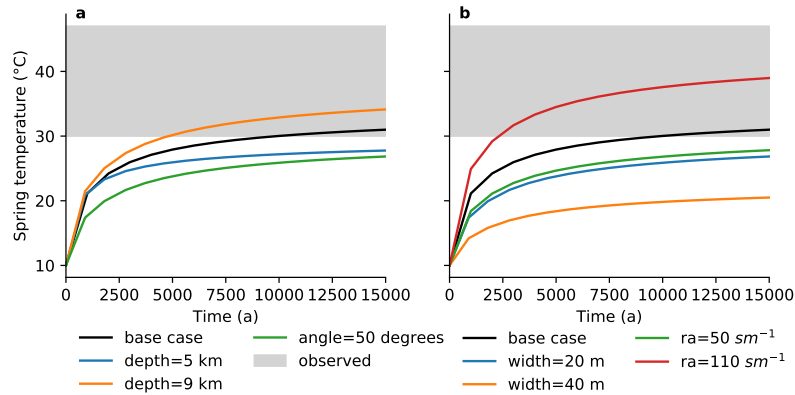 a
b
Spring temperature (°C)
40
30
20
10
0 2500 5000 7500 10000 12500 15000
0 2500 5000 7500 10000 12500 15000
Time (a)
Time (a)
base case
depth=5 km
depth=9 km
angle=50 degrees
observed
base case
width=20 m
width=40 m
ra=50 sm⁻¹
ra=110 sm⁻¹